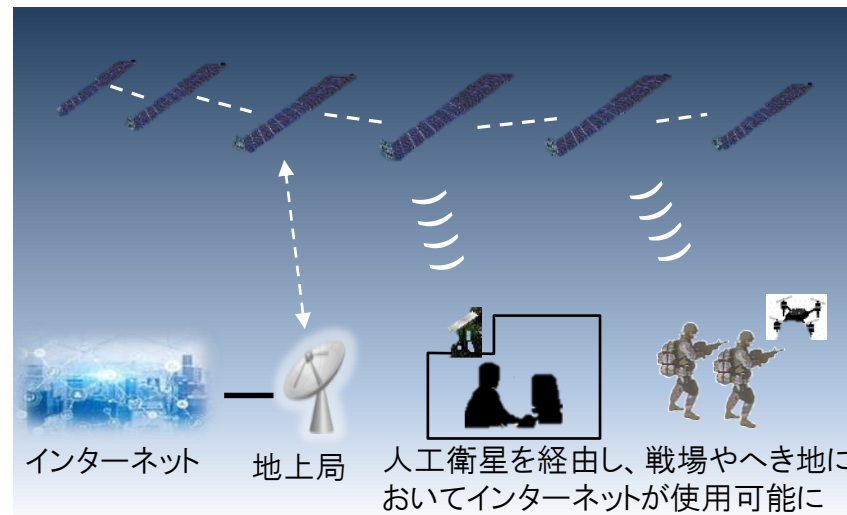 インターネット
地上局
人工衛星を経由し、戦場やへき地に
おいてインターネットが使用可能に